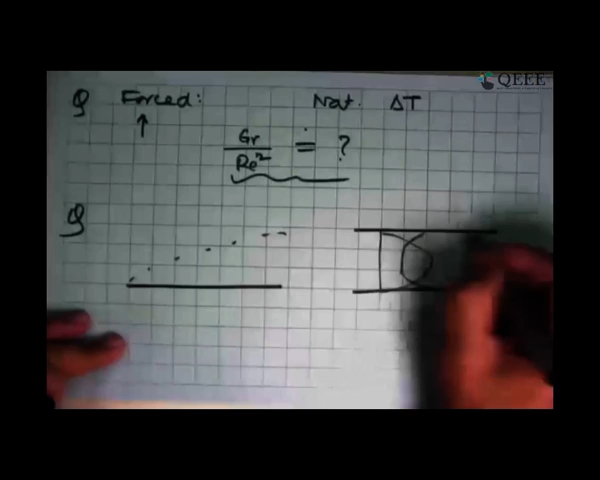 QEEE
Q Forced: Nat. ΔT
↑
Gr/Re² = ?
Q